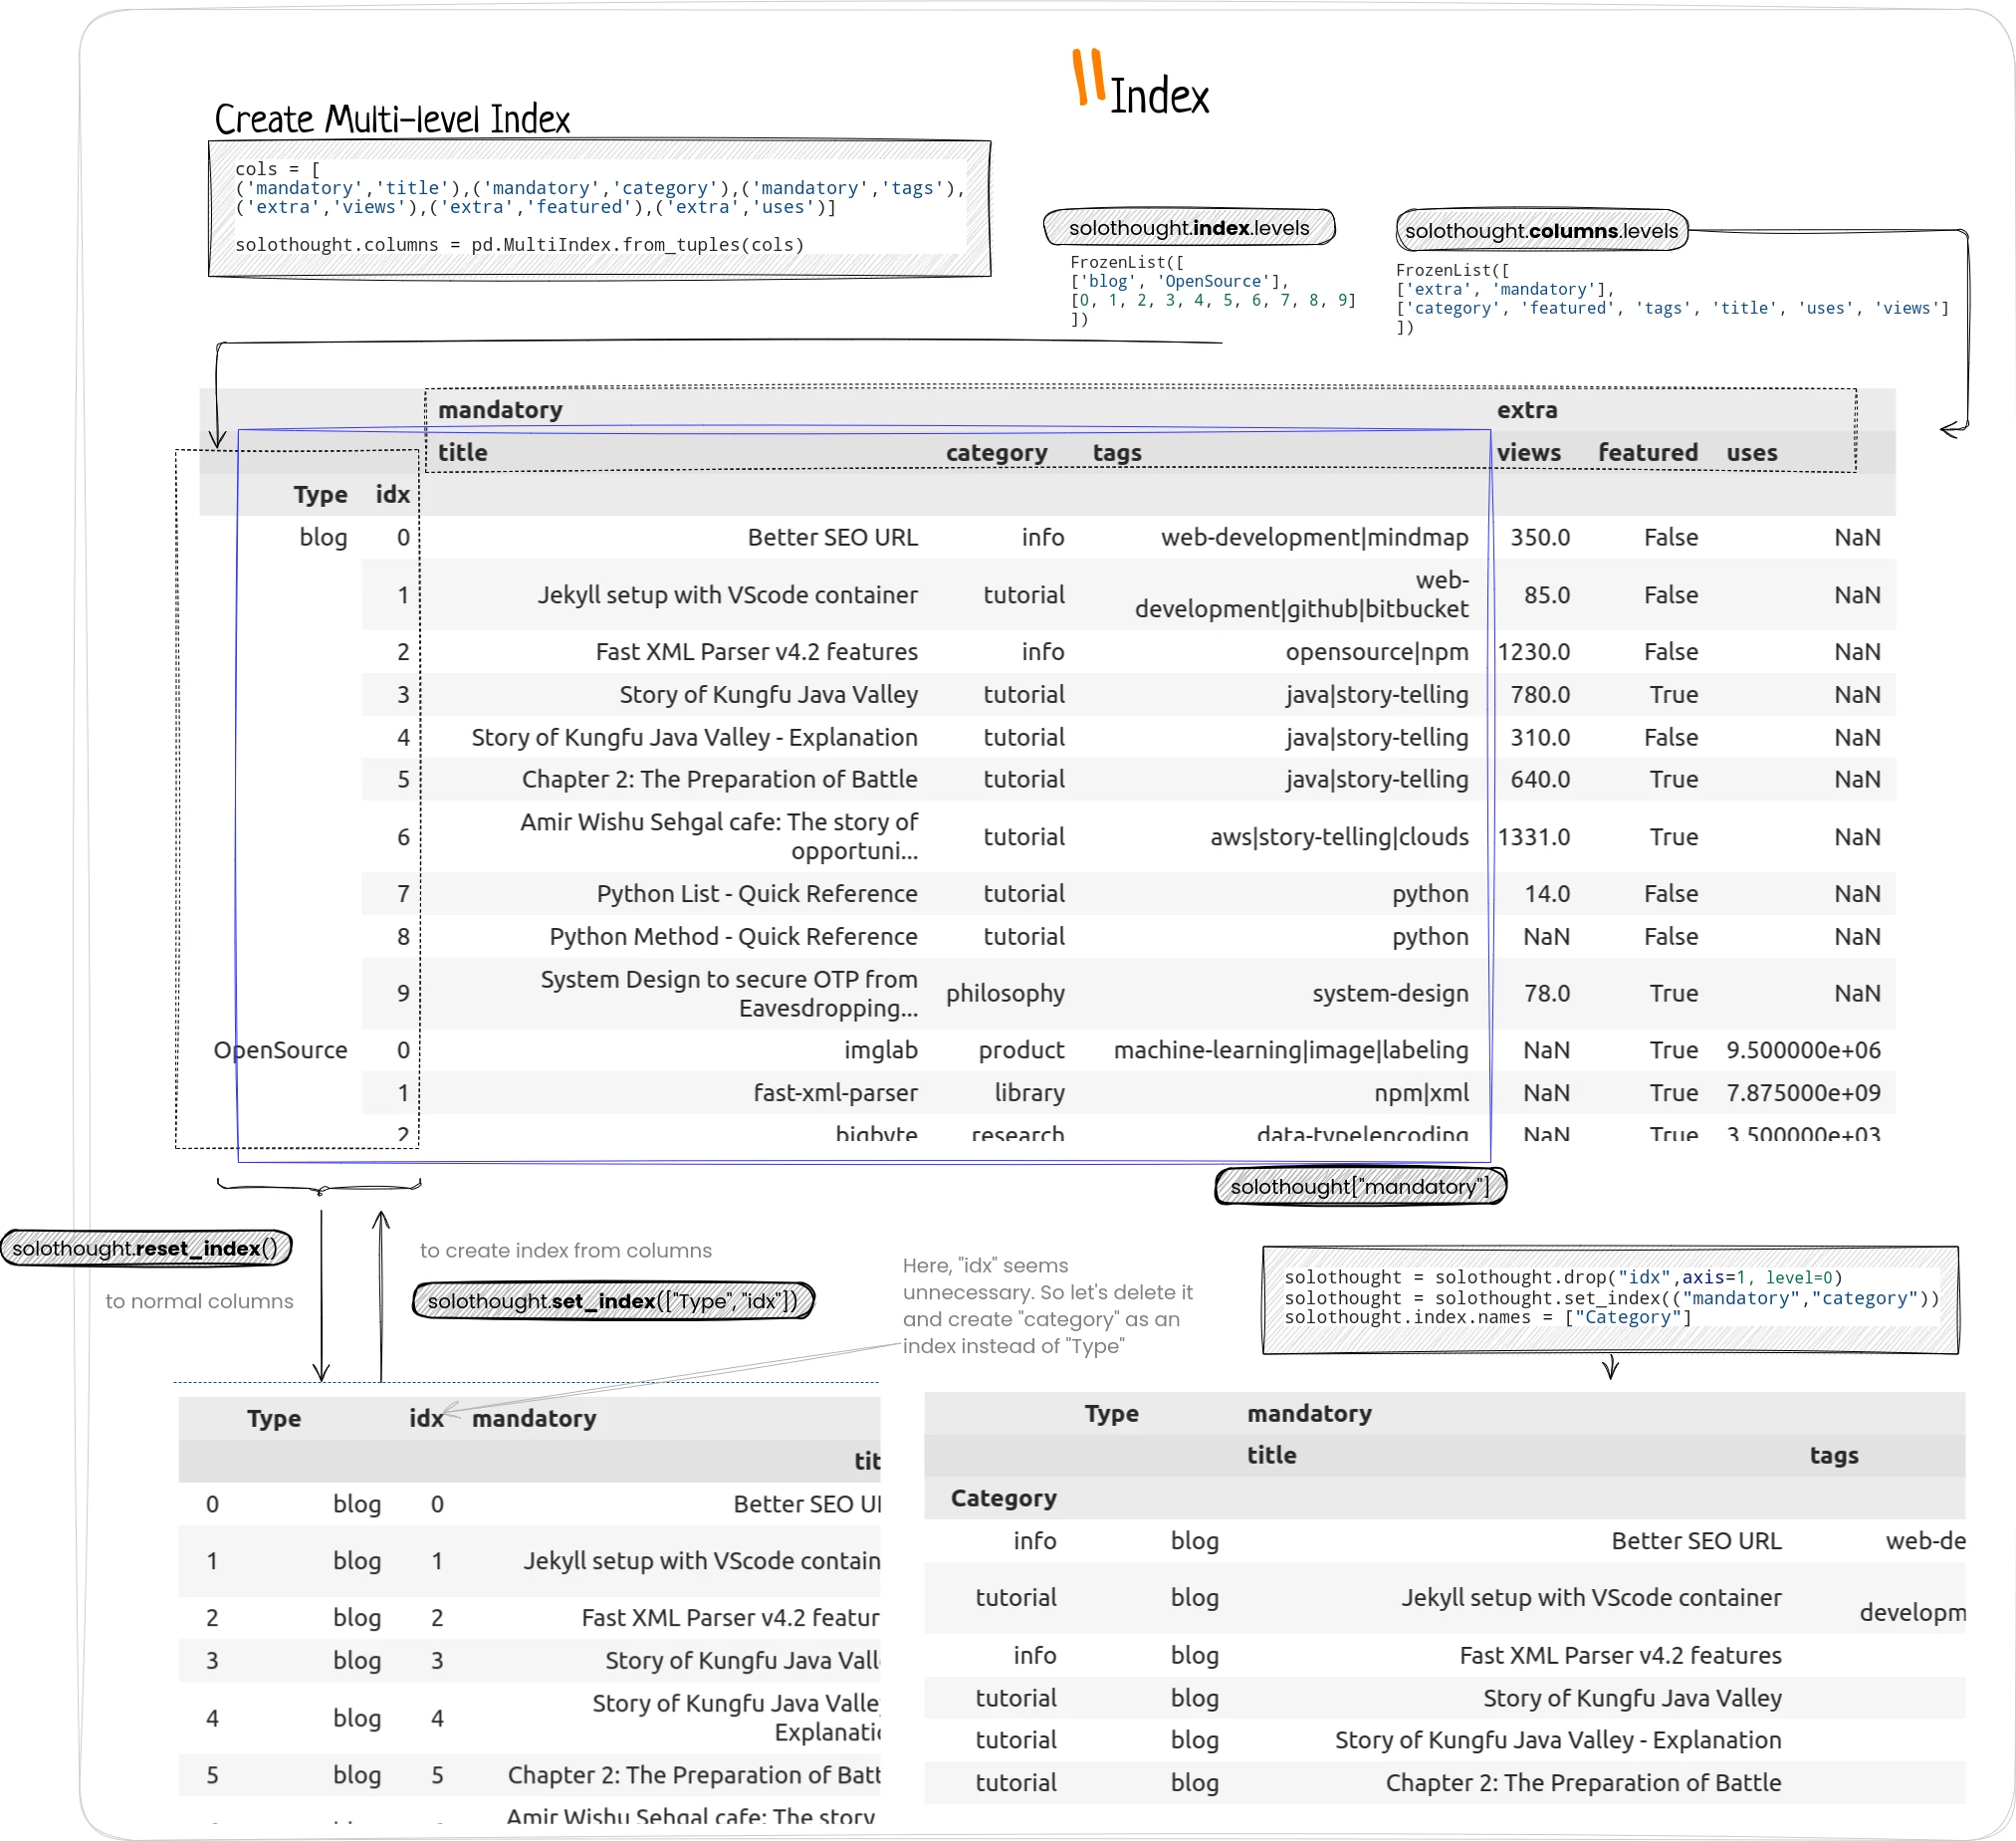 Index
Create Multi-level Index
cols = [
('mandatory','title'),('mandatory','category'),('mandatory','tags'),
('extra','views'),('extra','featured'),('extra','uses')]
solothought.columns = pd.MultiIndex.from_tuples(cols)
solothought.index.levels
FrozenList([
['blog', 'OpenSource'],
[0, 1, 2, 3, 4, 5, 6, 7, 8, 9]
])
solothought.columns.levels
FrozenList([
['extra', 'mandatory'],
['category', 'featured', 'tags', 'title', 'uses', 'views']
])
mandatory extra
title category tags views featured uses
Type idx
blog 0 Better SEO URL info web-development|mindmap 350.0 False NaN
1 Jekyll setup with VScode container tutorial web-
development|github|bitbucket 85.0 False NaN
2 Fast XML Parser v4.2 features info opensource|npm 1230.0 False NaN
3 Story of Kungfu Java Valley tutorial java|story-telling 780.0 True NaN
4 Story of Kungfu Java Valley - Explanation tutorial java|story-telling 310.0 False NaN
5 Chapter 2: The Preparation of Battle tutorial java|story-telling 640.0 True NaN
6 Amir Wishu Sehgal cafe: The story of
opportuni... tutorial aws|story-telling|clouds 1331.0 True NaN
7 Python List - Quick Reference tutorial python 14.0 False NaN
8 Python Method - Quick Reference tutorial python NaN False NaN
9 System Design to secure OTP from
Eavesdropping... philosophy system-design 78.0 True NaN
OpenSource 0 imglab product machine-learning|image|labeling NaN True 9.500000e+06
1 fast-xml-parser library npm|xml NaN True 7.875000e+09
2 bigbyte research data-type|encoding NaN True 3.500000e+03
solothought["mandatory"]
solothought.reset_index()
to normal columns
to create index from columns
solothought.set_index(["Type","idx"])
Here, "idx" seems
unnecessary. So let's delete it
and create "category" as an
index instead of "Type"
solothought = solothought.drop("idx",axis=1, level=0)
solothought = solothought.set_index(("mandatory","category"))
solothought.index.names = ["Category"]
Type idx mandatory
tit
0 blog 0 Better SEO U
1 blog 1 Jekyll setup with VScode contain
2 blog 2 Fast XML Parser v4.2 featur
3 blog 3 Story of Kungfu Java Vall
4 blog 4 Story of Kungfu Java Valle
Explanati
5 blog 5 Chapter 2: The Preparation of Batt
Amir Wishu Sehgal cafe: The story
Type mandatory
title tags
Category
info blog Better SEO URL web-de
tutorial blog Jekyll setup with VScode container
developm
info blog Fast XML Parser v4.2 features
tutorial blog Story of Kungfu Java Valley
tutorial blog Story of Kungfu Java Valley - Explanation
tutorial blog Chapter 2: The Preparation of Battle